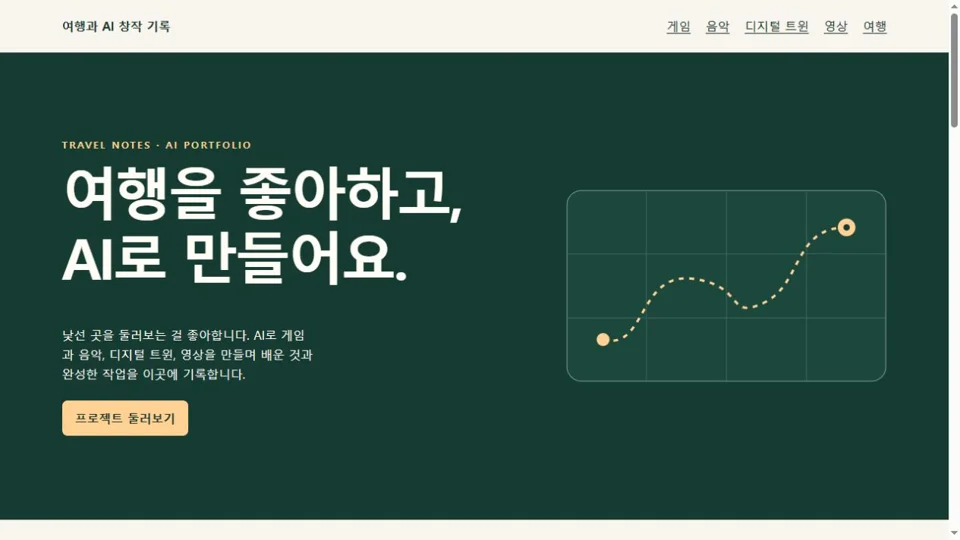 여행과 AI 창작 기록
게임 음악 디지털 트윈 영상 여행
TRAVEL NOTES · AI PORTFOLIO
여행을 좋아하고,
AI로 만들어요.
낯선 곳을 둘러보는 걸 좋아합니다. AI로 게임
과 음악, 디지털 트윈, 영상을 만들며 배운 것과
완성한 작업을 이곳에 기록합니다.
프로젝트 둘러보기